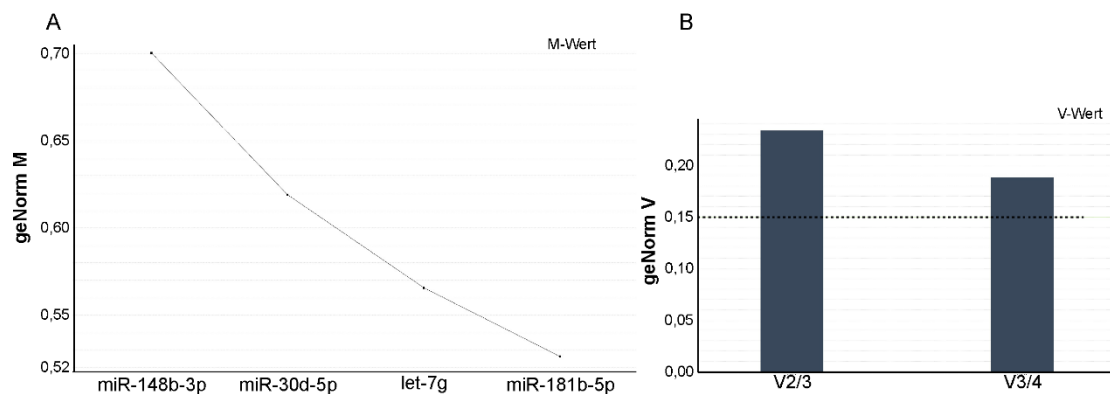 A
M-Wert
geNorm M
0,70
0,65
0,60
0,55
0,52
miR-148b-3p
miR-30d-5p
let-7g
miR-181b-5p
B
V-Wert
geNorm V
0,20
0,15
0,10
0,05
0,00
V2/3
V3/4